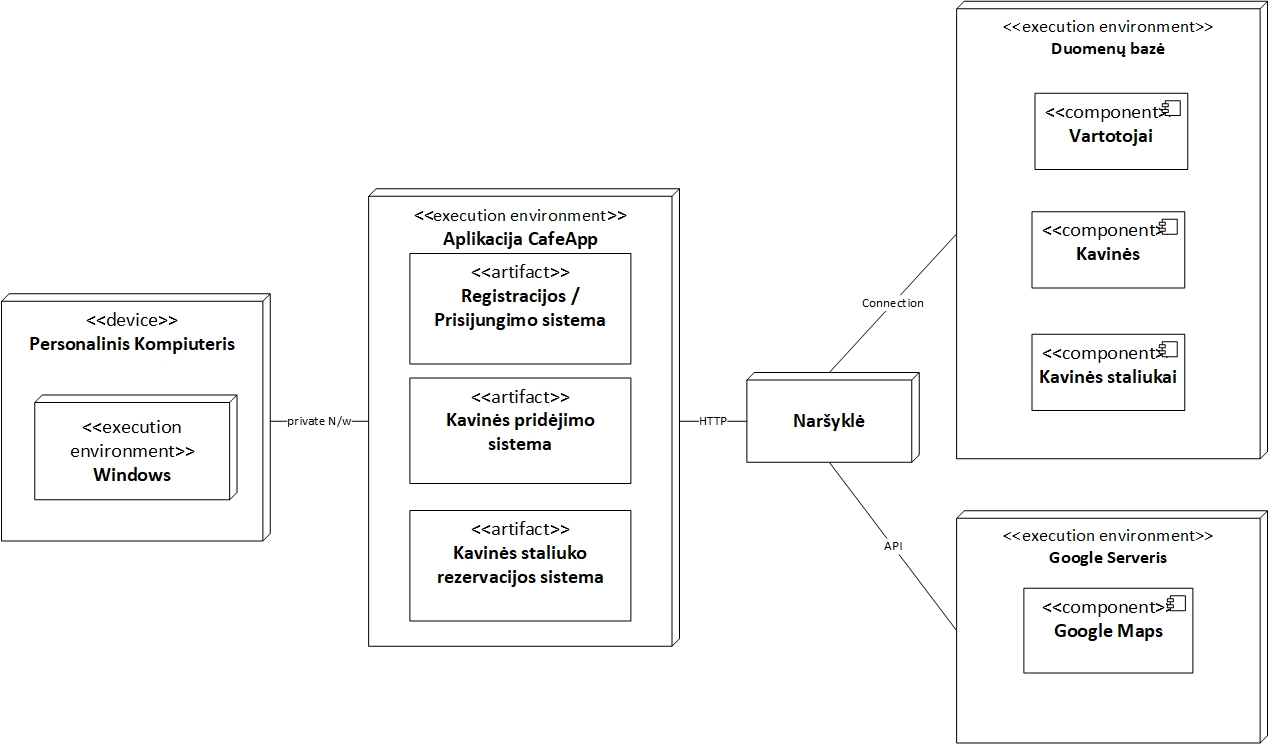 <<device>>
Personalinis Kompiuteris
<<execution
environment>>
Windows
private N/w
<<execution environment>>
Aplikacija CafeApp
<<artifact>>
Registracijos /
Prisijungimo sistema
<<artifact>>
Kavinės pridėjimo
sistema
<<artifact>>
Kavinės staliuko
rezervacijos sistema
HTTP
Naršyklė
Connection
API
<<execution environment>>
Duomenų bazė
<<component>>
Vartotojai
<<component>>
Kavinės
<<component>>
Kavinės staliukai
<<execution environment>>
Google Serveris
<<component>>
Google Maps